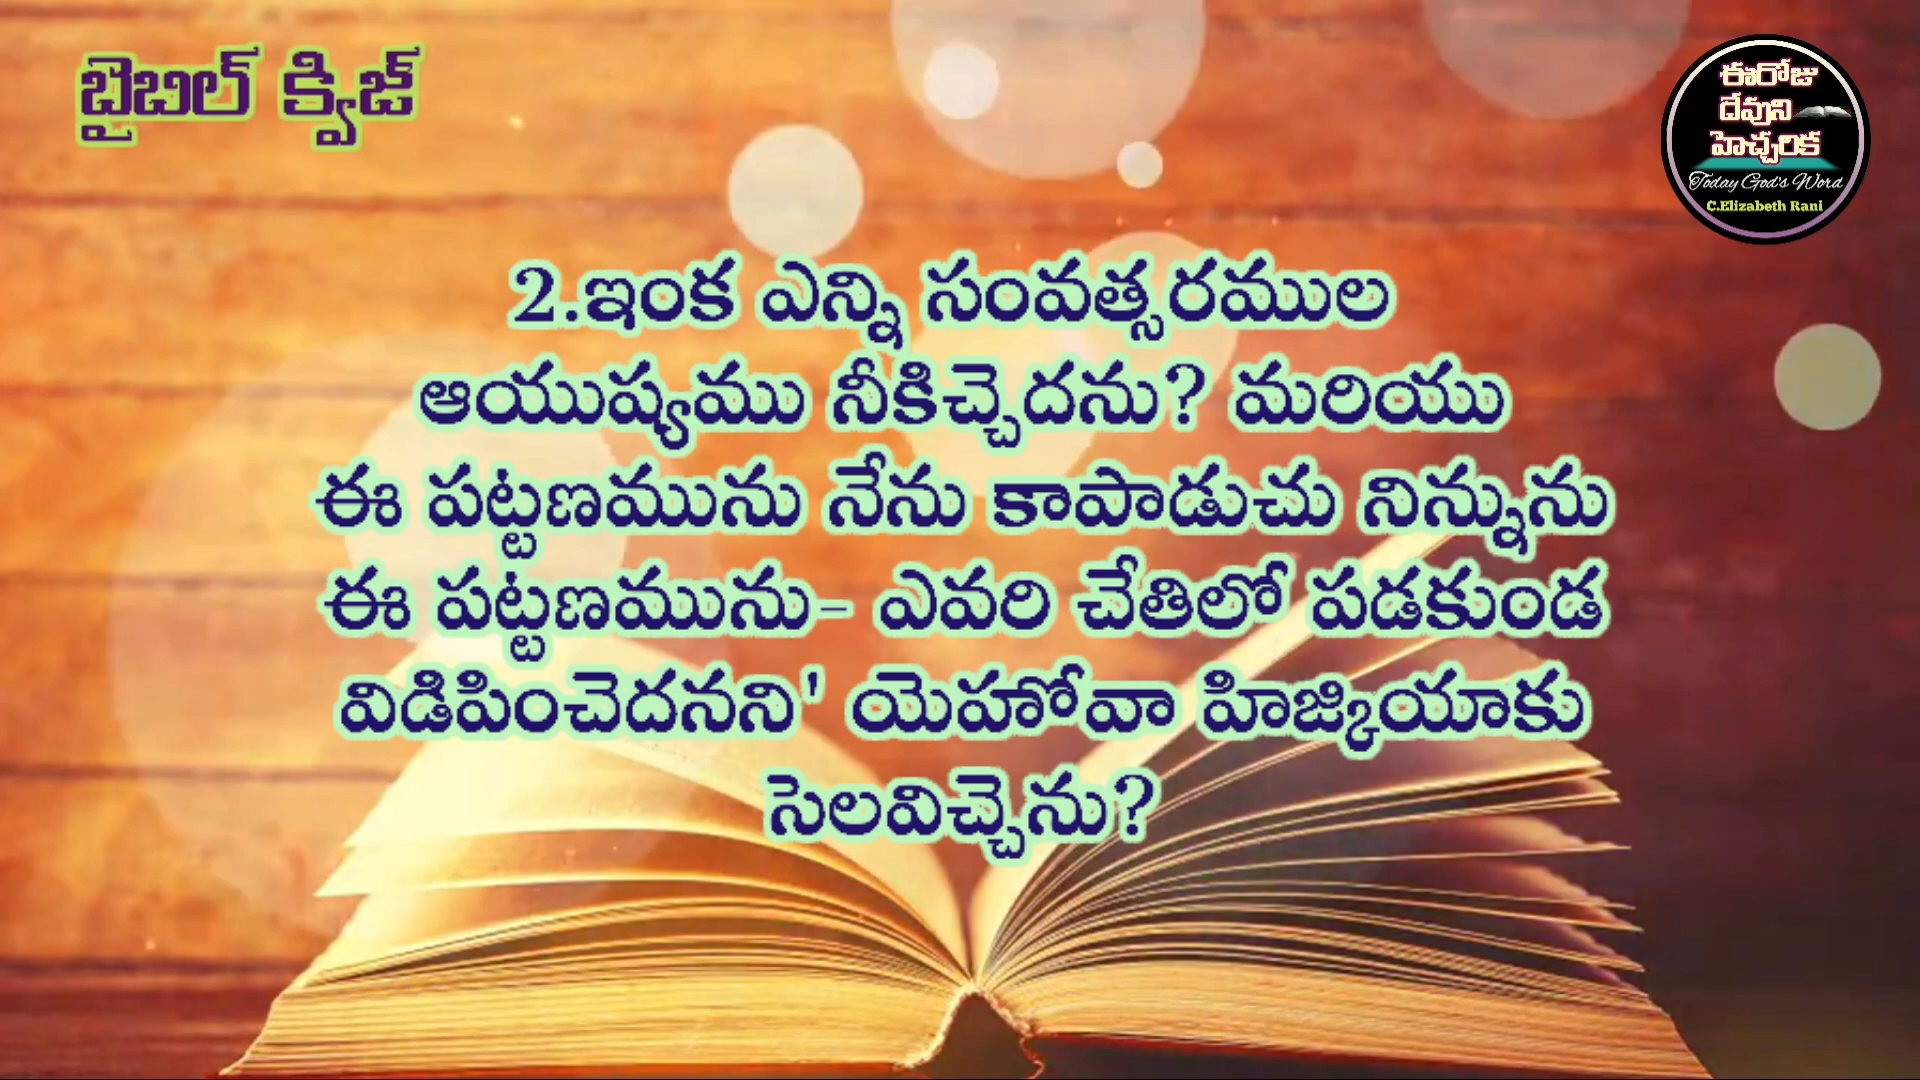 బైబిల్ క్విజ్
ఈరోజు
దేవుని
హెచ్చరిక
Today God's Word
C.Elizabeth Rani
2.ఇంక ఎన్ని సంవత్సరముల
ఆయుష్యము నీకిచ్చెదను? మరియు
ఈ పట్టణమును నేను కాపాడుచు నిన్నును
ఈ పట్టణమును- ఎవరి చేతిలో పడకుండ
విడిపించెదనని' యెహోవా హిజ్కియాకు
సెలవిచ్చెను?